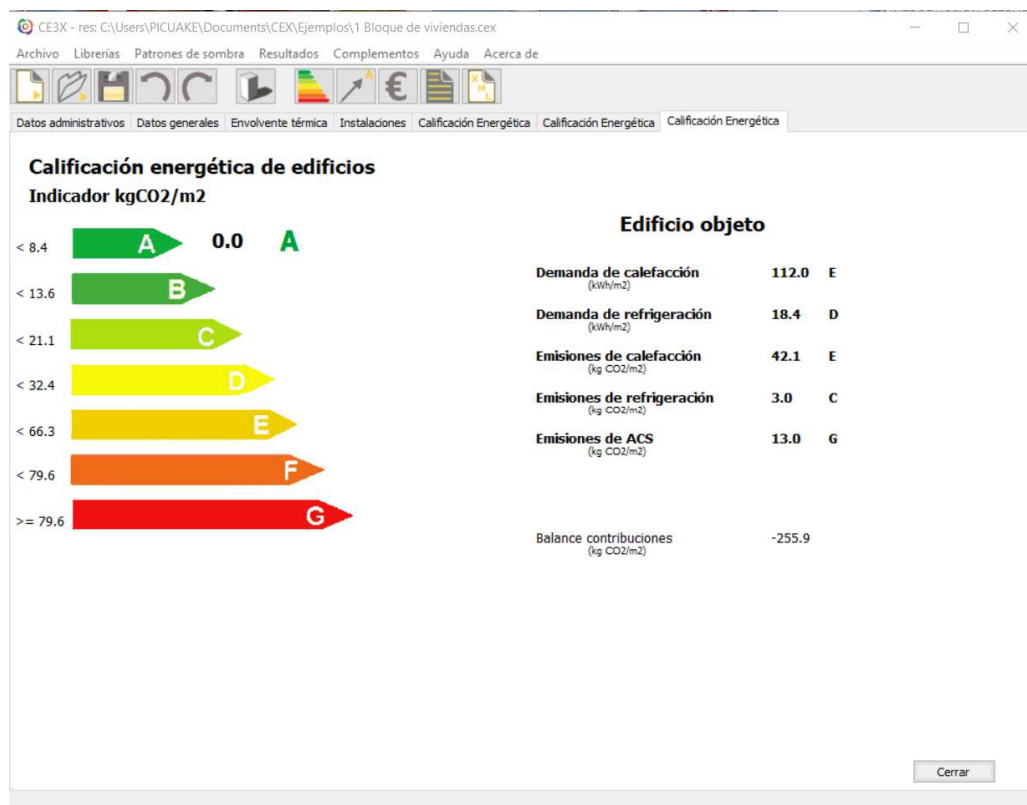 CE3X - res: C:\Users\PICUAKE\Documents\CEX\Ejemplos\1 Bloque de viviendas.cex
Archivo Librerías Patrones de sombra Resultados Complementos Ayuda Acerca de
A € XML
Datos administrativos Datos generales Envolvente térmica Instalaciones Calificación Energética Calificación Energética Calificación Energética
Calificación energética de edificios
Indicador kgCO2/m2
< 8.4 A 0.0 A
< 13.6 B
< 21.1 C
< 32.4 D
< 66.3 E
< 79.6 F
>= 79.6 G
Edificio objeto
Demanda de calefacción 112.0 E
(kWh/m2)
Demanda de refrigeración 18.4 D
(kWh/m2)
Emisiones de calefacción 42.1 E
(kg CO2/m2)
Emisiones de refrigeración 3.0 C
(kg CO2/m2)
Emisiones de ACS 13.0 G
(kg CO2/m2)
Balance contribuciones -255.9
(kg CO2/m2)
Cerrar